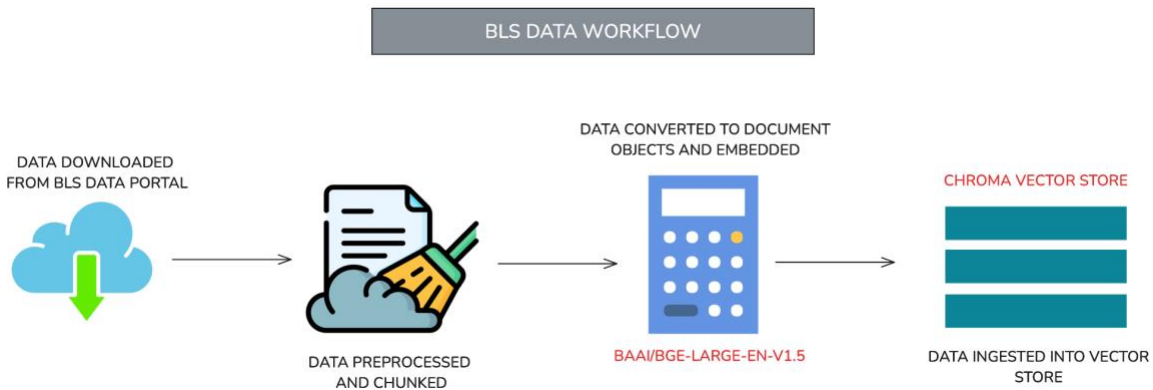 BLS DATA WORKFLOW
DATA DOWNLOADED
FROM BLS DATA PORTAL
DATA PREPROCESSED
AND CHUNKED
DATA CONVERTED TO DOCUMENT
OBJECTS AND EMBEDDED
BAAI/BGE-LARGE-EN-V1.5
CHROMA VECTOR STORE
DATA INGESTED INTO VECTOR
STORE